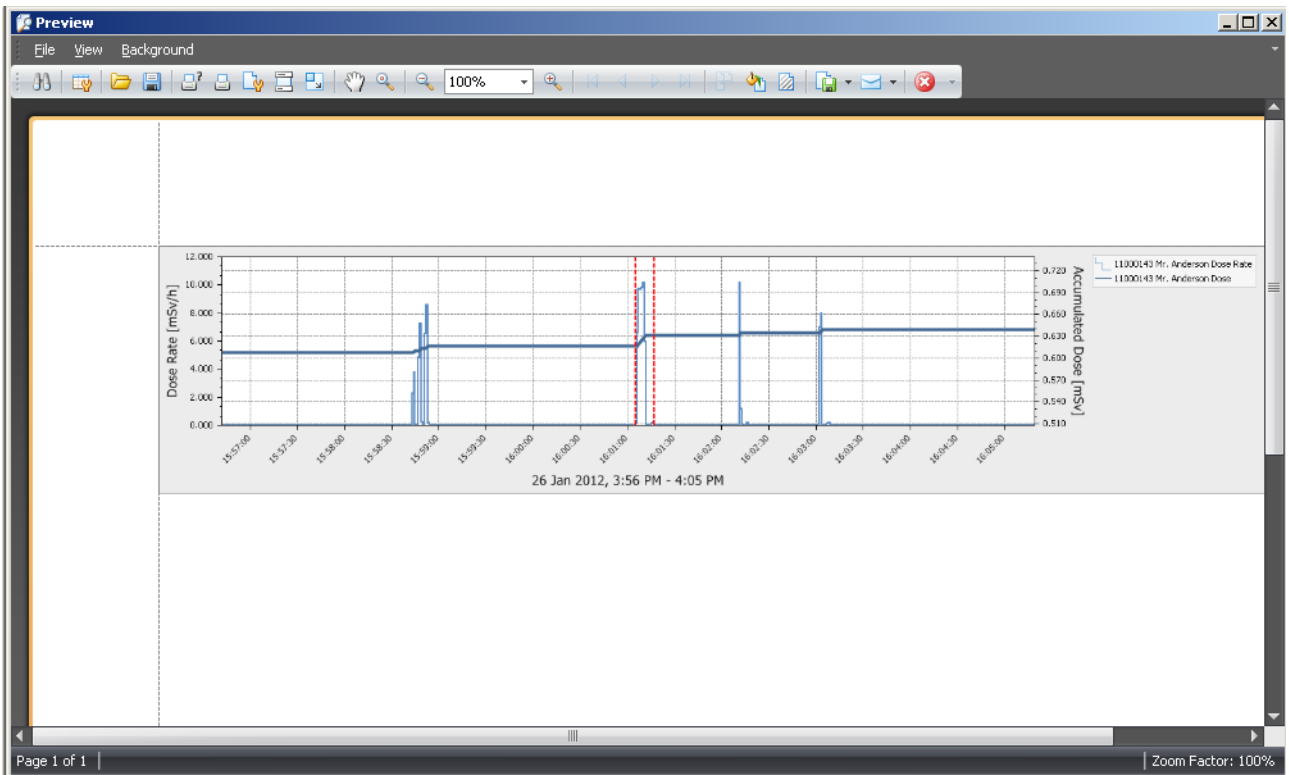 Preview
File View Background
100%
12.000
10.000
8.000
6.000
4.000
2.000
0.000
Dose Rate [mSv/h]
0.720
0.690
0.660
0.630
0.600
0.570
0.540
0.510
Accumulated Dose [mSv]
11000143 Mr. Anderson Dose Rate
11000143 Mr. Anderson Dose
15:57:00 15:57:30 15:58:00 15:58:30 15:59:00 15:59:30 16:00:00 16:00:30 16:01:00 16:01:30 16:02:00 16:02:30 16:03:00 16:03:30 16:04:00 16:04:30 16:05:00
26 Jan 2012, 3:56 PM - 4:05 PM
Page 1 of 1
Zoom Factor: 100%